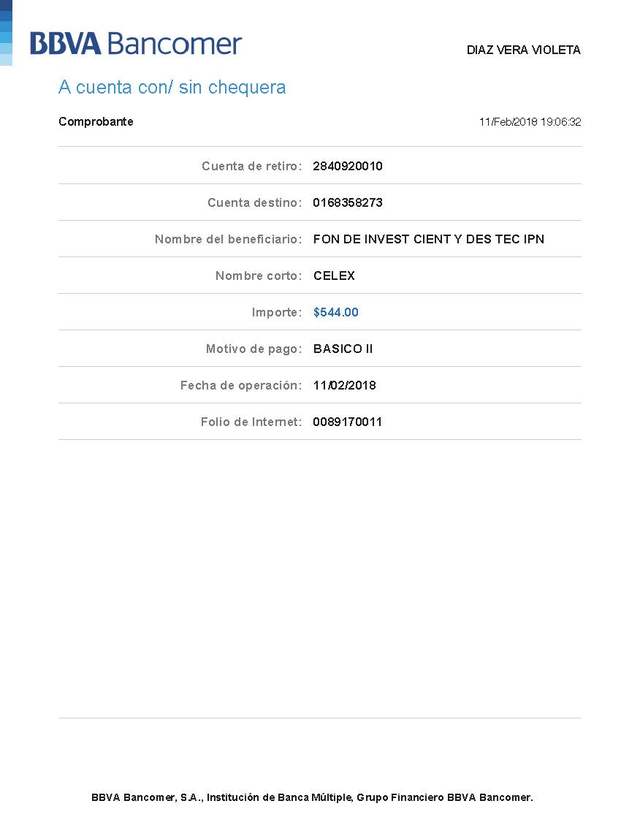 BBVA Bancomer
DIAZ VERA VIOLETA
A cuenta con/ sin chequera
Comprobante 11/Feb/2018 19:06:32
Cuenta de retiro: 2840920010
Cuenta destino: 0168358273
Nombre del beneficiario: FON DE INVEST CIENT Y DES TEC IPN
Nombre corto: CELEX
Importe: $544.00
Motivo de pago: BASICO II
Fecha de operación: 11/02/2018
Folio de Internet: 0089170011
BBVA Bancomer, S.A., Institución de Banca Múltiple, Grupo Financiero BBVA Bancomer.